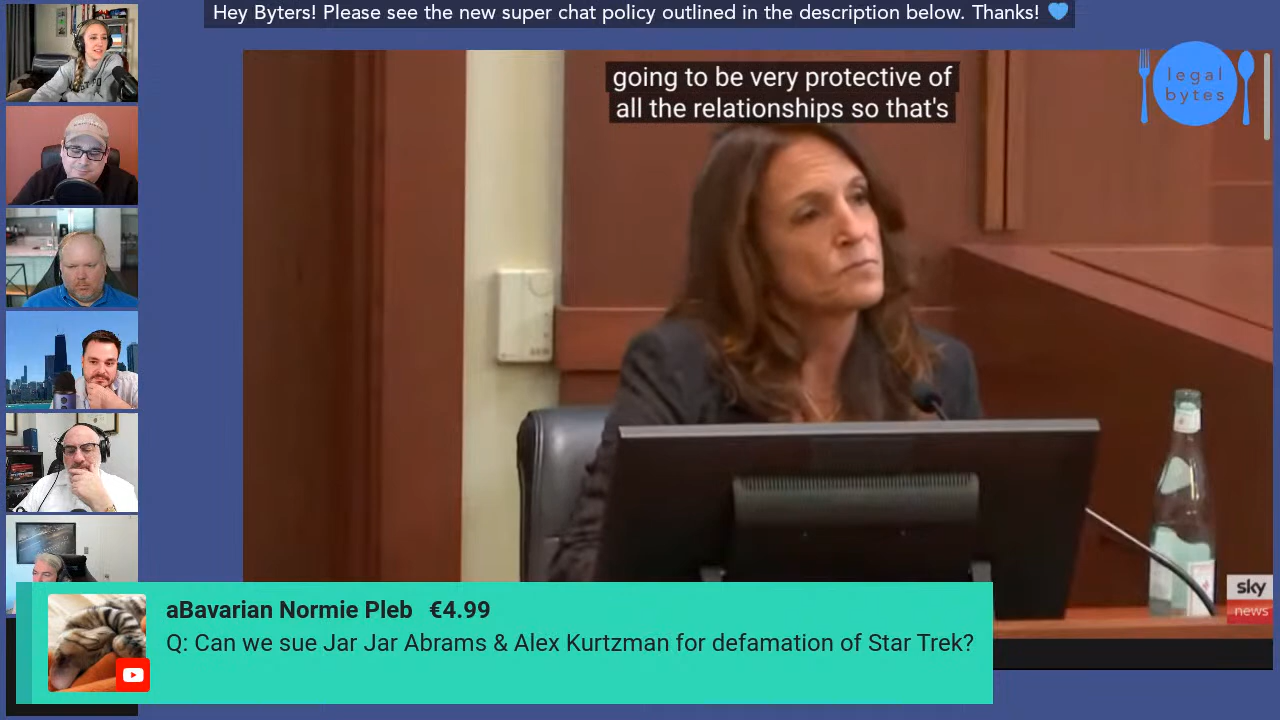 Hey Byters! Please see the new super chat policy outlined in the description below. Thanks! 💙
going to be very protective of
all the relationships so that's
legal
bytes
sky
news
aBavarian Normie Pleb €4.99
Q: Can we sue Jar Jar Abrams & Alex Kurtzman for defamation of Star Trek?